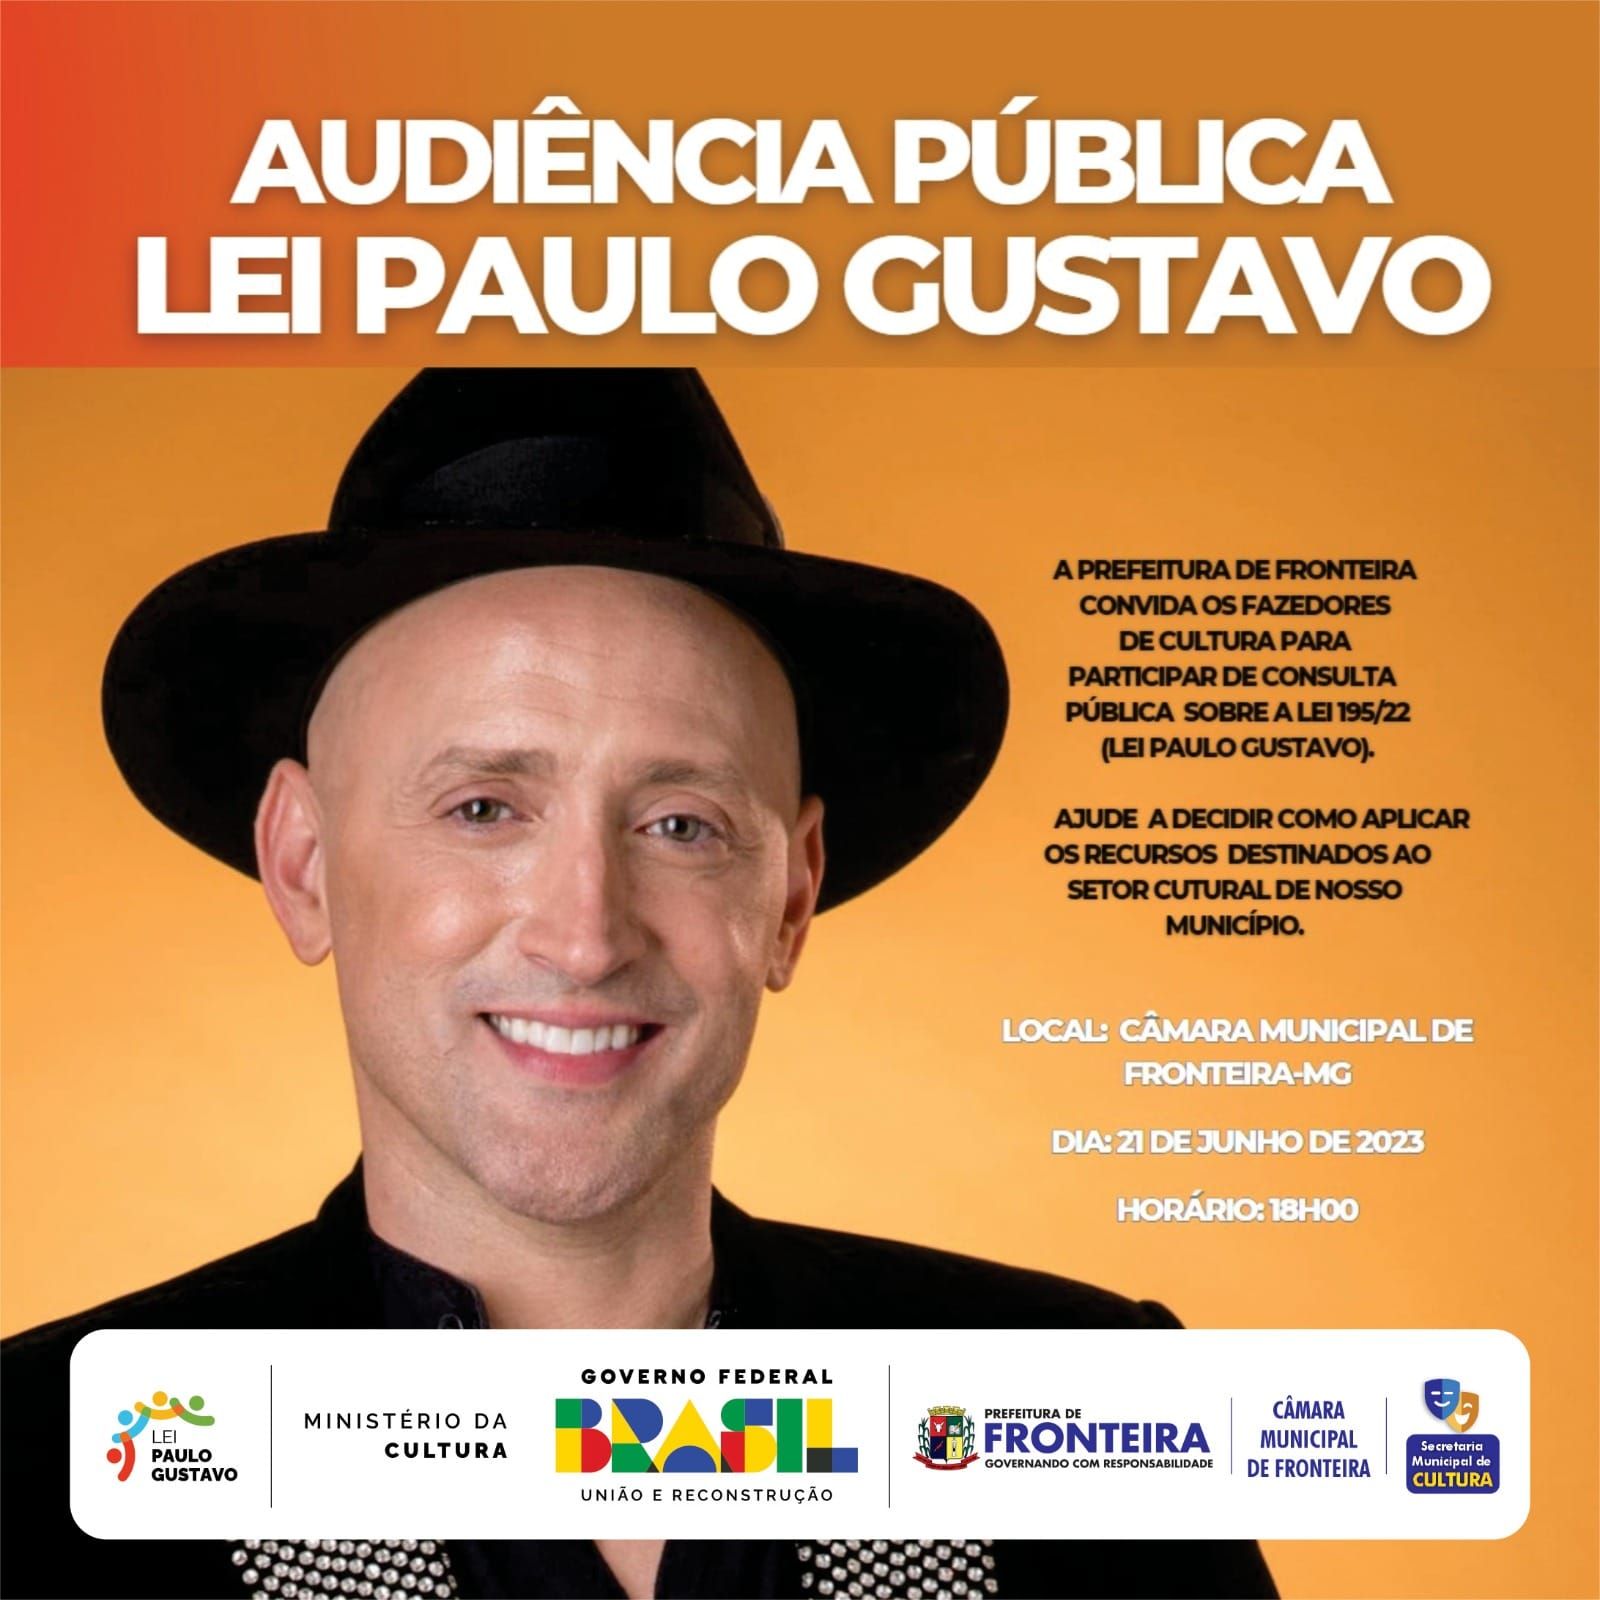 AUDIÊNCIA PÚBLICA
LEI PAULO GUSTAVO
A PREFEITURA DE FRONTEIRA
CONVIDA OS FAZEDORES
DE CULTURA PARA
PARTICIPAR DE CONSULTA
PÚBLICA SOBRE A LEI 195/22
(LEI PAULO GUSTAVO).
AJUDE A DECIDIR COMO APLICAR
OS RECURSOS DESTINADOS AO
SETOR CUTURAL DE NOSSO
MUNICÍPIO.
LOCAL: CÂMARA MUNICIPAL DE
FRONTEIRA-MG
DIA: 21 DE JUNHO DE 2023
HORÁRIO: 18H00
LEI
PAULO
GUSTAVO
MINISTÉRIO DA
CULTURA
GOVERNO FEDERAL
BRASIL
UNIÃO E RECONSTRUÇÃO
PREFEITURA DE
FRONTEIRA
GOVERNANDO COM RESPONSABILIDADE
CÂMARA
MUNICIPAL
DE FRONTEIRA
Secretaria
Municipal de
CULTURA